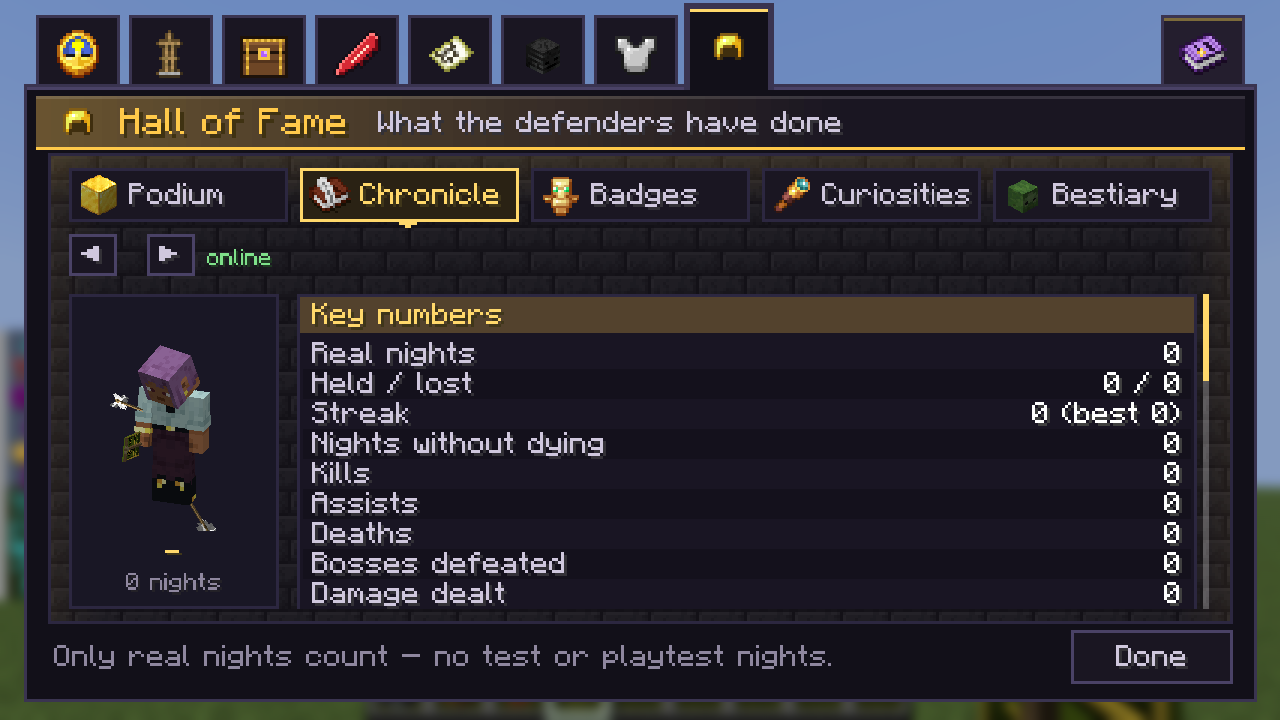 Hall of Fame What the defenders have done
Podium Chronicle Badges Curiosities Bestiary
online
Key numbers
Real nights 0
Held / lost 0 / 0
Streak 0 (best 0)
Nights without dying 0
Kills 0
Assists 0
Deaths 0
Bosses defeated 0
Damage dealt 0
–
0 nights
Only real nights count – no test or playtest nights.
Done